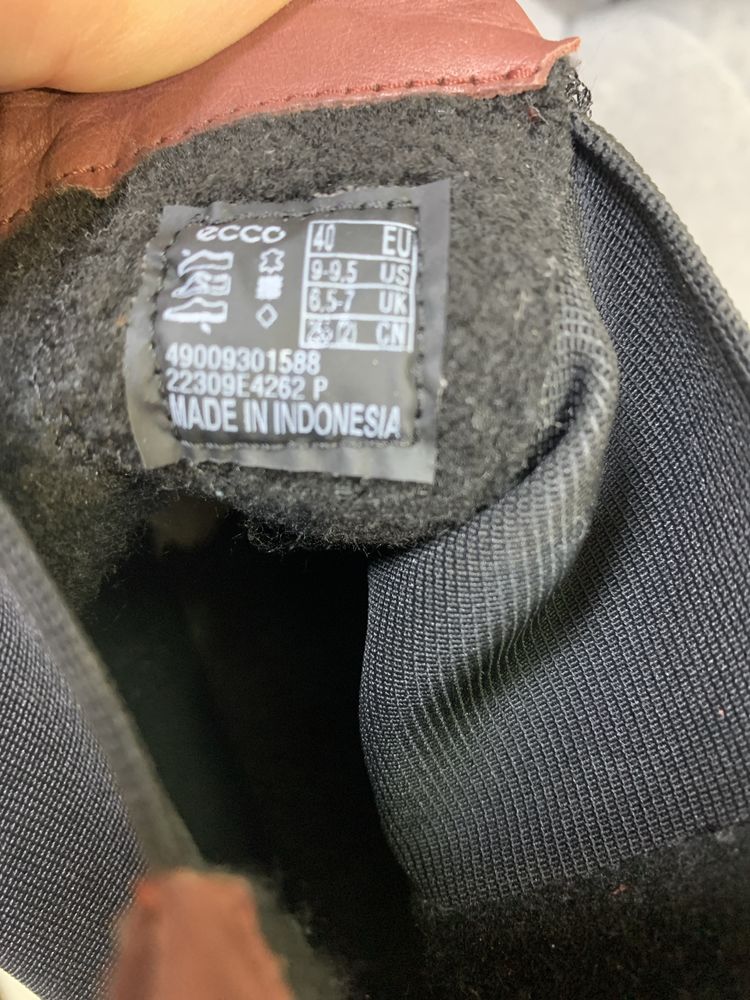 ecco
40 EU
9-9.5 US
6.5-7 UK
CN
49009301588
22309E4262 P
MADE IN INDONESIA